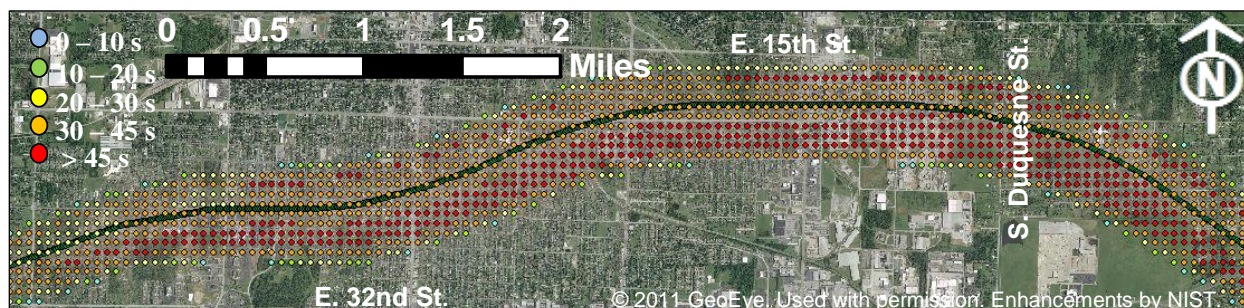 0 – 10 s
10 – 20 s
20 – 30 s
30 – 45 s
> 45 s
0 0.5 1 1.5 2
Miles
E. 15th St.
S. Duquesne St.
N
E. 32nd St.
© 2011 GeoEye. Used with permission. Enhancements by NIST.